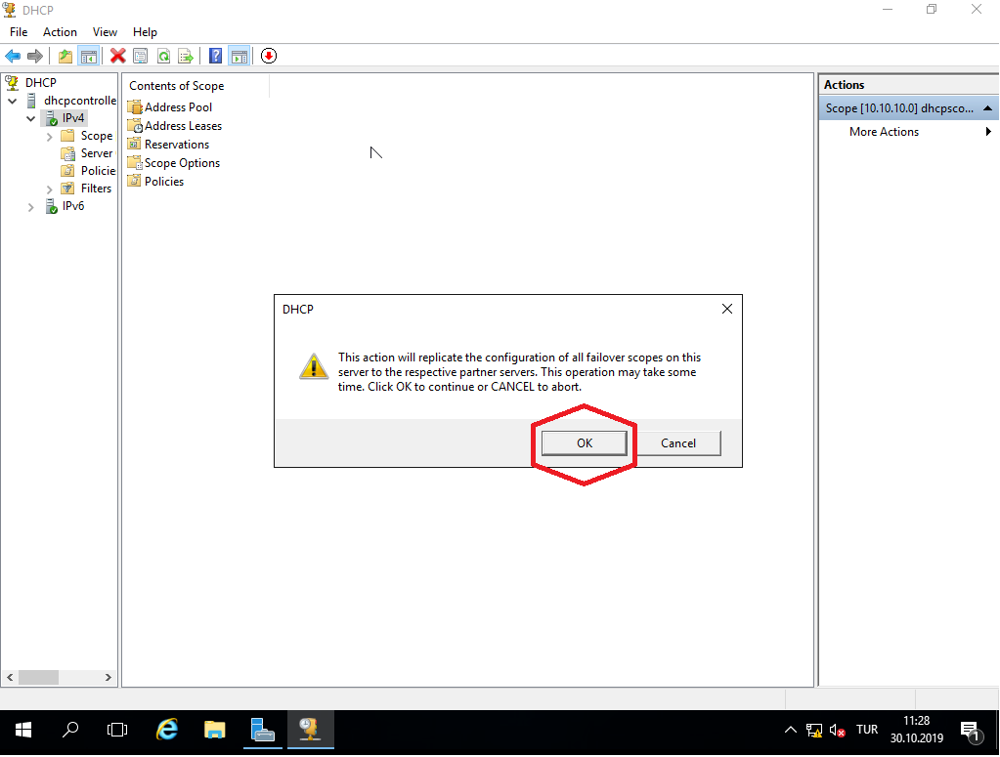 DHCP
File Action View Help
DHCP
dhcpcontrolle
IPv4
Scope
Server
Policie
Filters
IPv6
Contents of Scope
Address Pool
Address Leases
Reservations
Scope Options
Policies
Actions
Scope [10.10.10.0] dhcpsco...
More Actions
DHCP
This action will replicate the configuration of all failover scopes on this
server to the respective partner servers. This operation may take some
time. Click OK to continue or CANCEL to abort.
OK Cancel
TUR
11:28
30.10.2019
1